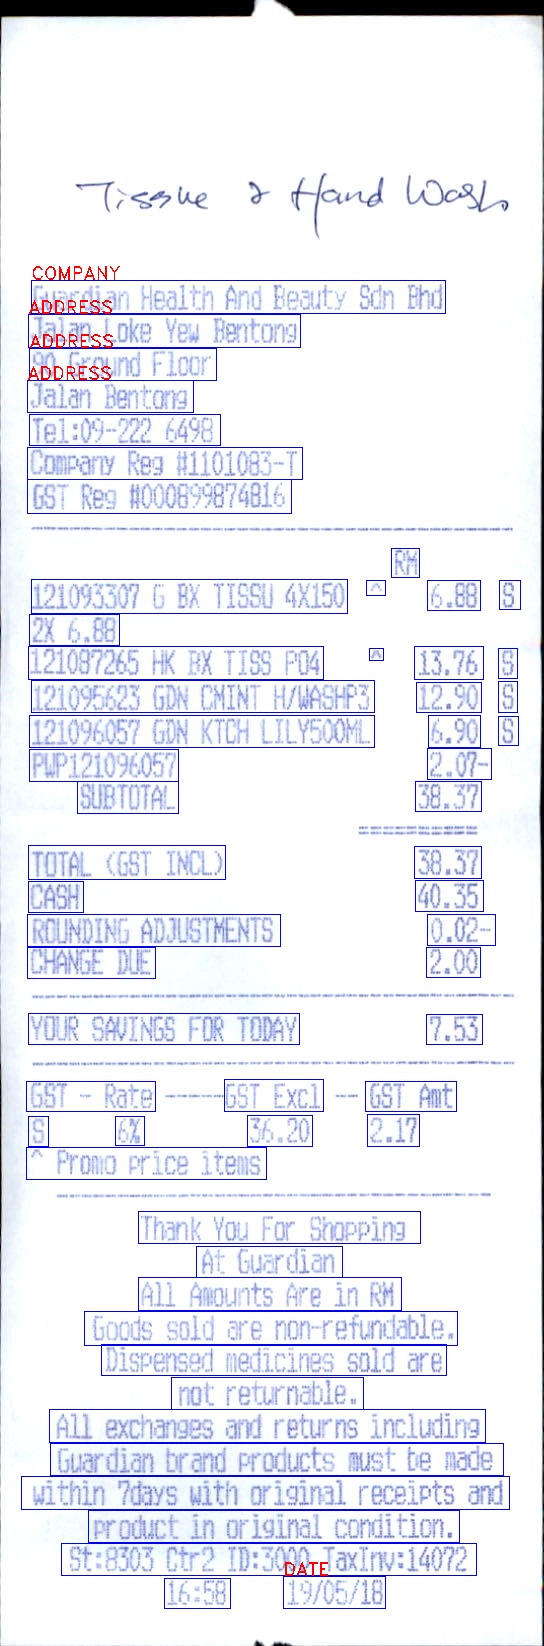 Tissue & Hand Wash
COMPANY
Guardian Health And Beauty Sdn Bhd
ADDRESS
Jalan Loke Yew Bentong
ADDRESS
90 Ground Floor
ADDRESS
Jalan Bentong
Tel:09-222 6498
Company Reg #1101083-T
GST Reg #000899874816
RM
121093307 G BX TISSU 4X150 ^ 6.88 S
2X 6.88
121087265 HK BX TISS PO4 ^ 13.76 S
121095623 GDN CMINT H/WASHP3 12.90 S
121096057 GDN KTCH LILY500ML 6.90 S
PWP121096057 2.07-
SUBTOTAL 38.37
TOTAL (GST INCL) 38.37
CASH 40.35
ROUNDING ADJUSTMENTS 0.02-
CHANGE DUE 2.00
YOUR SAVINGS FOR TODAY 7.53
GST -- Rate ------ GST Excl -- GST Amt
S 6% 36.20 2.17
^ Promo price items
Thank You For Shopping
At Guardian
All Amounts Are in RM
Goods sold are non-refundable.
Dispensed medicines sold are
not returnable.
All exchanges and returns including
Guardian brand products must be made
within 7days with original receipts and
product in original condition.
St:8303 Ctr2 ID:3000 TaxInv:14072
DATE
16:58 19/05/18